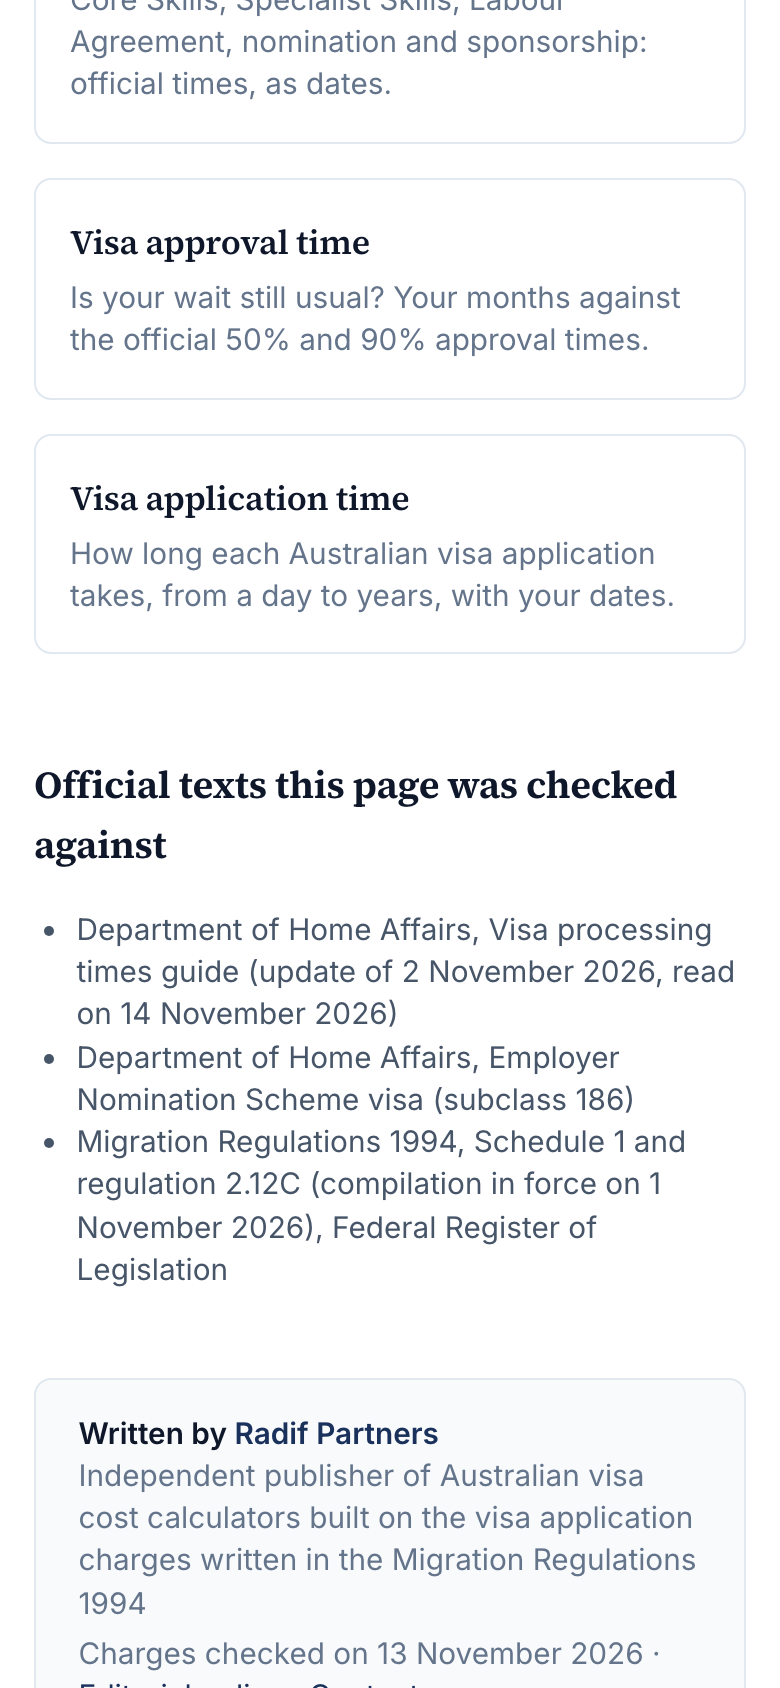 Core Skills, Specialist Skills, Labour
Agreement, nomination and sponsorship:
official times, as dates.
Visa approval time
Is your wait still usual? Your months against
the official 50% and 90% approval times.
Visa application time
How long each Australian visa application
takes, from a day to years, with your dates.
Official texts this page was checked
against
• Department of Home Affairs, Visa processing
times guide (update of 2 November 2026, read
on 14 November 2026)
• Department of Home Affairs, Employer
Nomination Scheme visa (subclass 186)
• Migration Regulations 1994, Schedule 1 and
regulation 2.12C (compilation in force on 1
November 2026), Federal Register of
Legislation
Written by Radif Partners
Independent publisher of Australian visa
cost calculators built on the visa application
charges written in the Migration Regulations
1994
Charges checked on 13 November 2026 ·